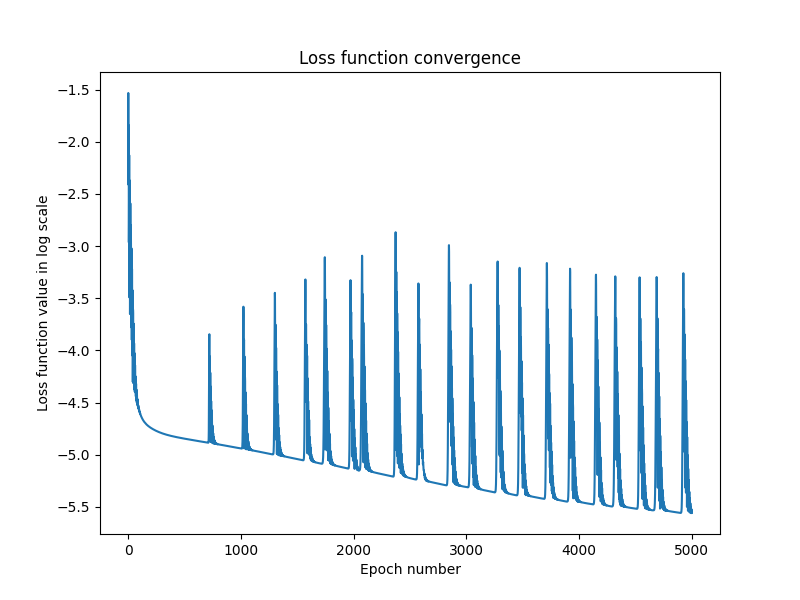 Loss function convergence
Loss function value in log scale
−1.5
−2.0
−2.5
−3.0
−3.5
−4.0
−4.5
−5.0
−5.5
0 1000 2000 3000 4000 5000
Epoch number